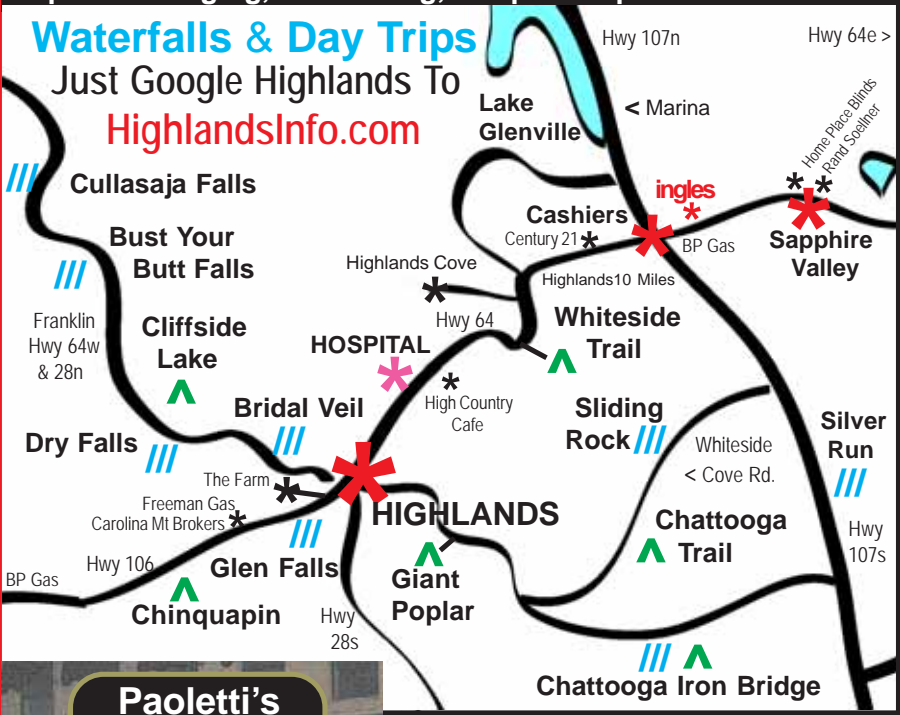 Waterfalls & Day Trips
Just Google Highlands To
HighlandsInfo.com
Hwy 107n
Hwy 64e >
Lake
Glenville
< Marina
Home Place Blinds
Rand Soellner
Cullasaja Falls
ingles
Cashiers
Century 21
BP Gas
Sapphire
Valley
Bust Your
Butt Falls
Highlands Cove
Highlands10 Miles
Franklin
Hwy 64w
& 28n
Cliffside
Lake
Hwy 64
Whiteside
Trail
HOSPITAL
High Country
Cafe
Bridal Veil
Sliding
Rock
Silver
Run
Dry Falls
Whiteside
< Cove Rd.
The Farm
Freeman Gas
Carolina Mt Brokers
HIGHLANDS
Chattooga
Trail
Hwy
107s
Hwy 106
Glen Falls
BP Gas
Giant
Poplar
Chinquapin
Hwy
28s
Chattooga Iron Bridge
Paoletti's